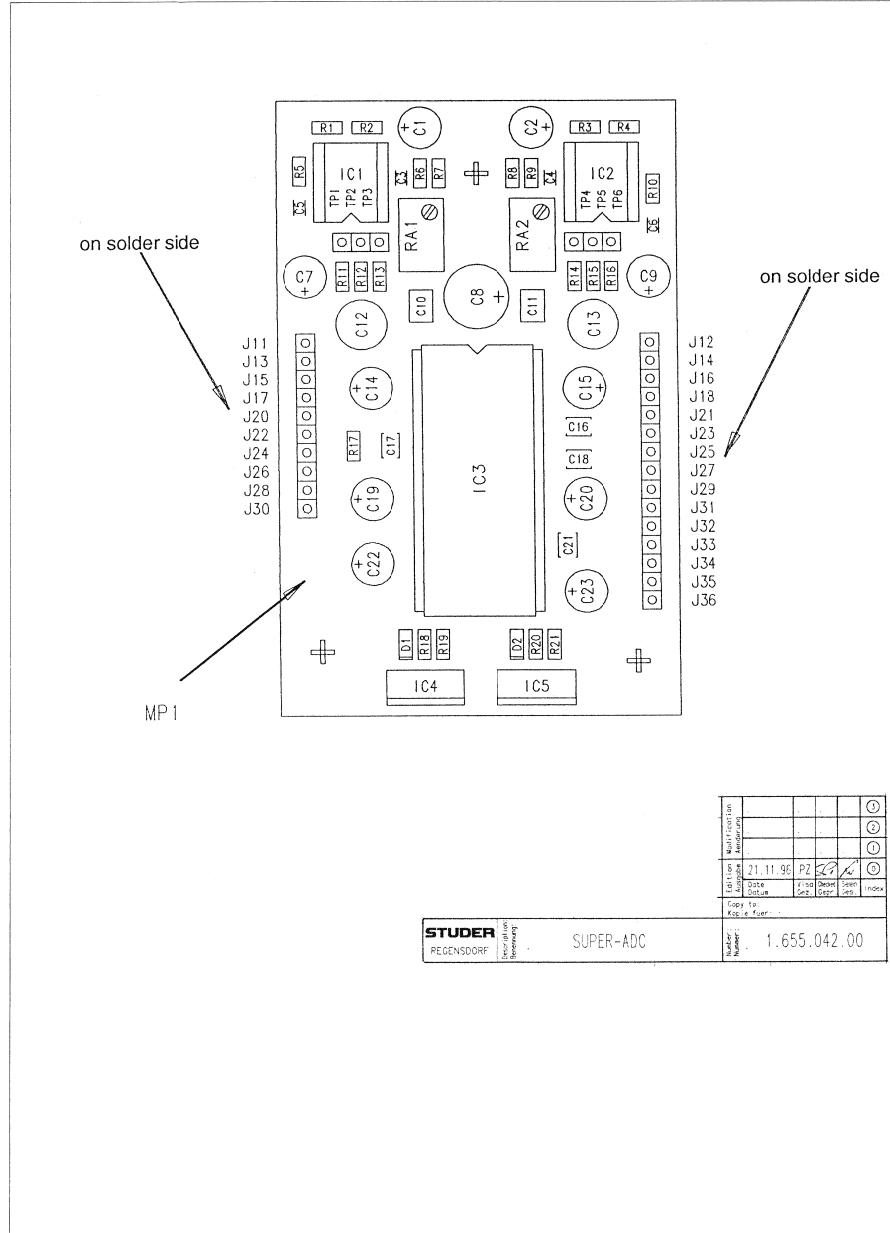 R1 R2 +C1 C2+ R3 R4
IC1 IC2
R5 C3 R6 R7 R8 R9 C4 R10
TP1 TP2 TP3 TP4 TP5 TP6
C5 C6
RA1 RA2
on solder side
on solder side
C7+ R11 R12 R13 C8+ R14 R15 R16 C9+
C10 C11
C12 C13
J11
J13
J15
J17
J20
J22
J24
J26
J28
J30
+C14 C15+
C16
R17 C17 C18
IC3
+C19 +C20
C21
+C22 +C23
J12
J14
J16
J18
J21
J23
J25
J27
J29
J31
J32
J33
J34
J35
J36
D1 R18 R19 D2 R20 R21
IC4 IC5
MP1
Modification
Aenderung
3
2
1
Edition
Ausgabe
21.11.96 PZ 0
Date Visa Checked Seen Index
Datum Gez. Gepr. Ges.
Copy to:
Kopie fuer:
STUDER
REGENSDORF
Description:
Benennung:
SUPER-ADC
Number:
Nummer:
1.655.042.00